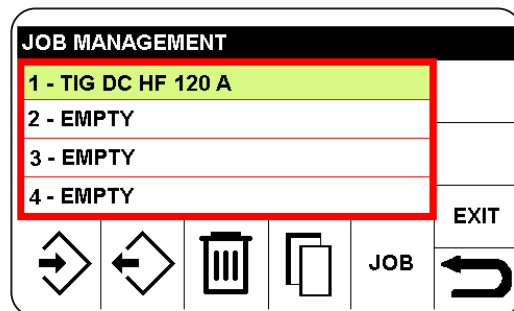 JOB MANAGEMENT
1 - TIG DC HF 120 A
2 - EMPTY
3 - EMPTY
4 - EMPTY
EXIT
JOB